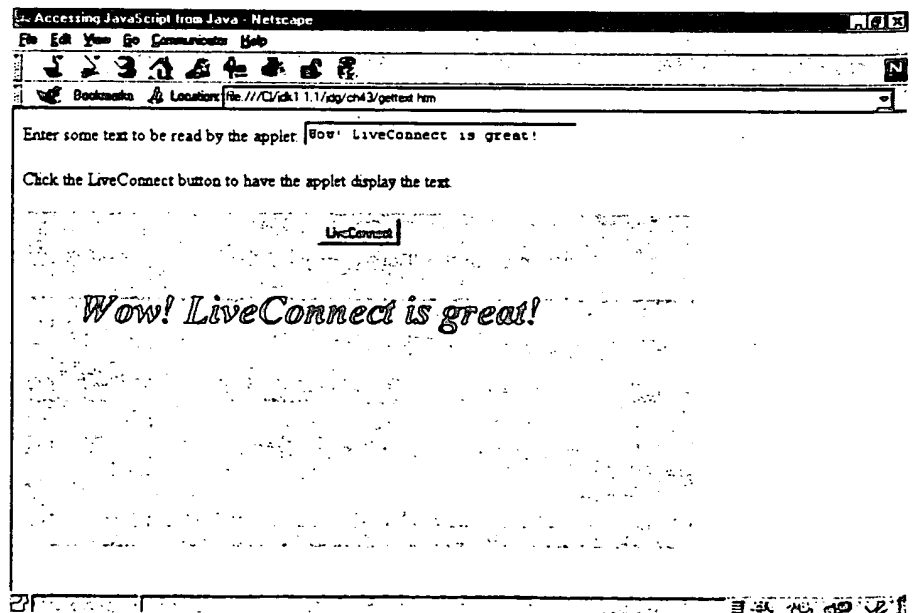 Accessing JavaScript from Java - Netscape
File Edit View Go Communicator Help
Bookmarks Location: file:///C|/jdk1.1.1/jdg/ch43/gettext.htm
Enter some text to be read by the applet: Wow! LiveConnect is great!
Click the LiveConnect button to have the applet display the text.
LiveConnect
Wow! LiveConnect is great!